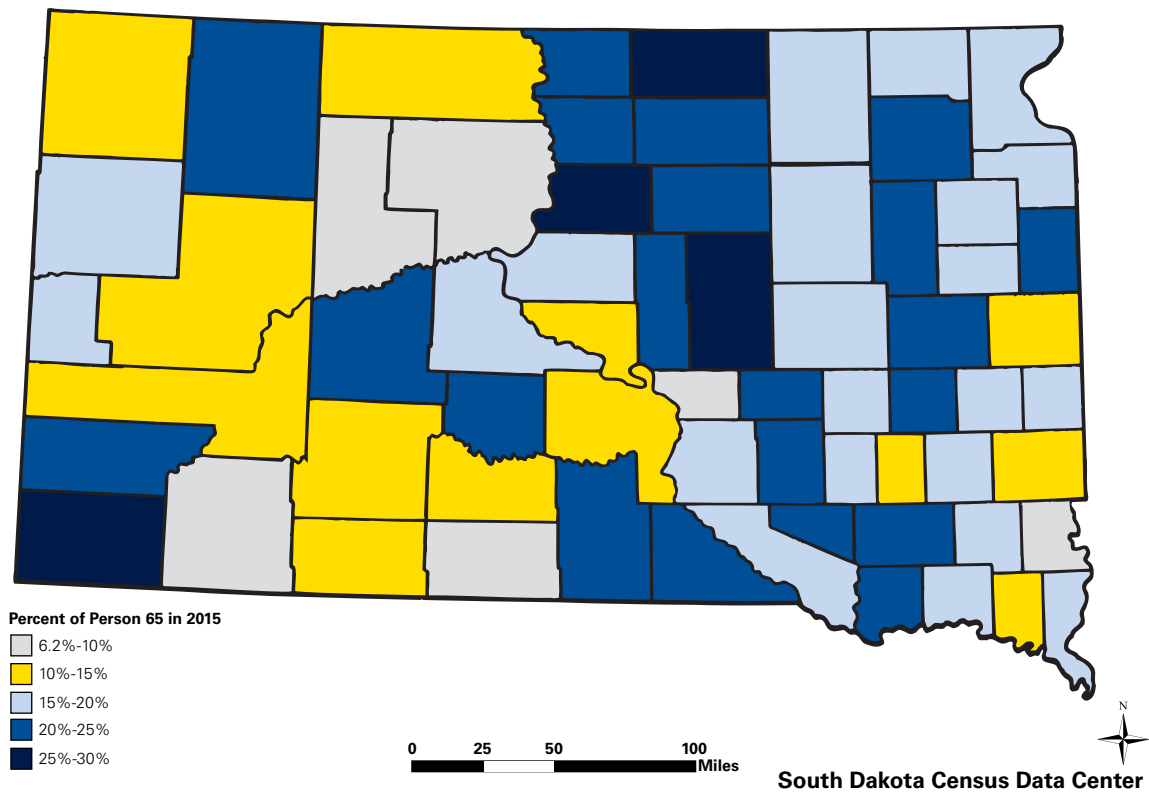 Percent of Person 65 in 2015
6.2%-10%
10%-15%
15%-20%
20%-25%
25%-30%
0 25 50 100
Miles
N
South Dakota Census Data Center